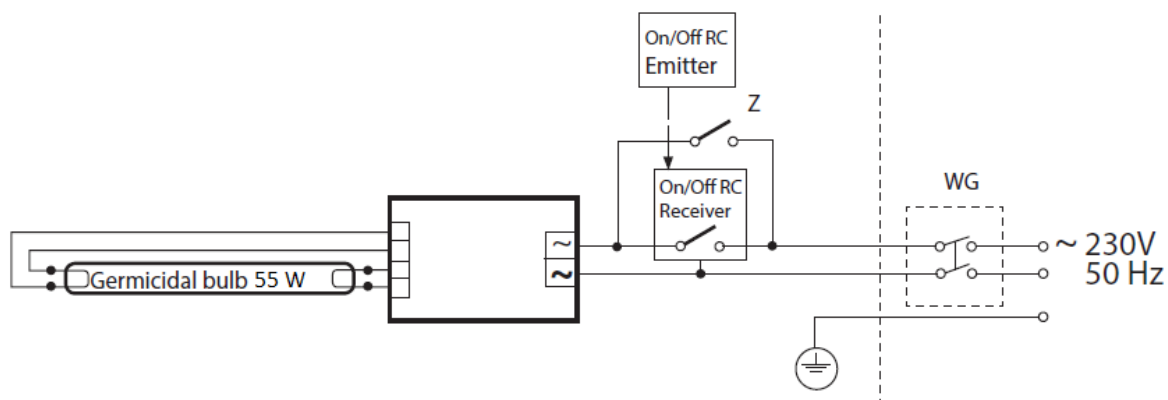 On/Off RC
Emitter
Z
On/Off RC
Receiver
WG
~
~
~ 230V
50 Hz
Germicidal bulb 55 W